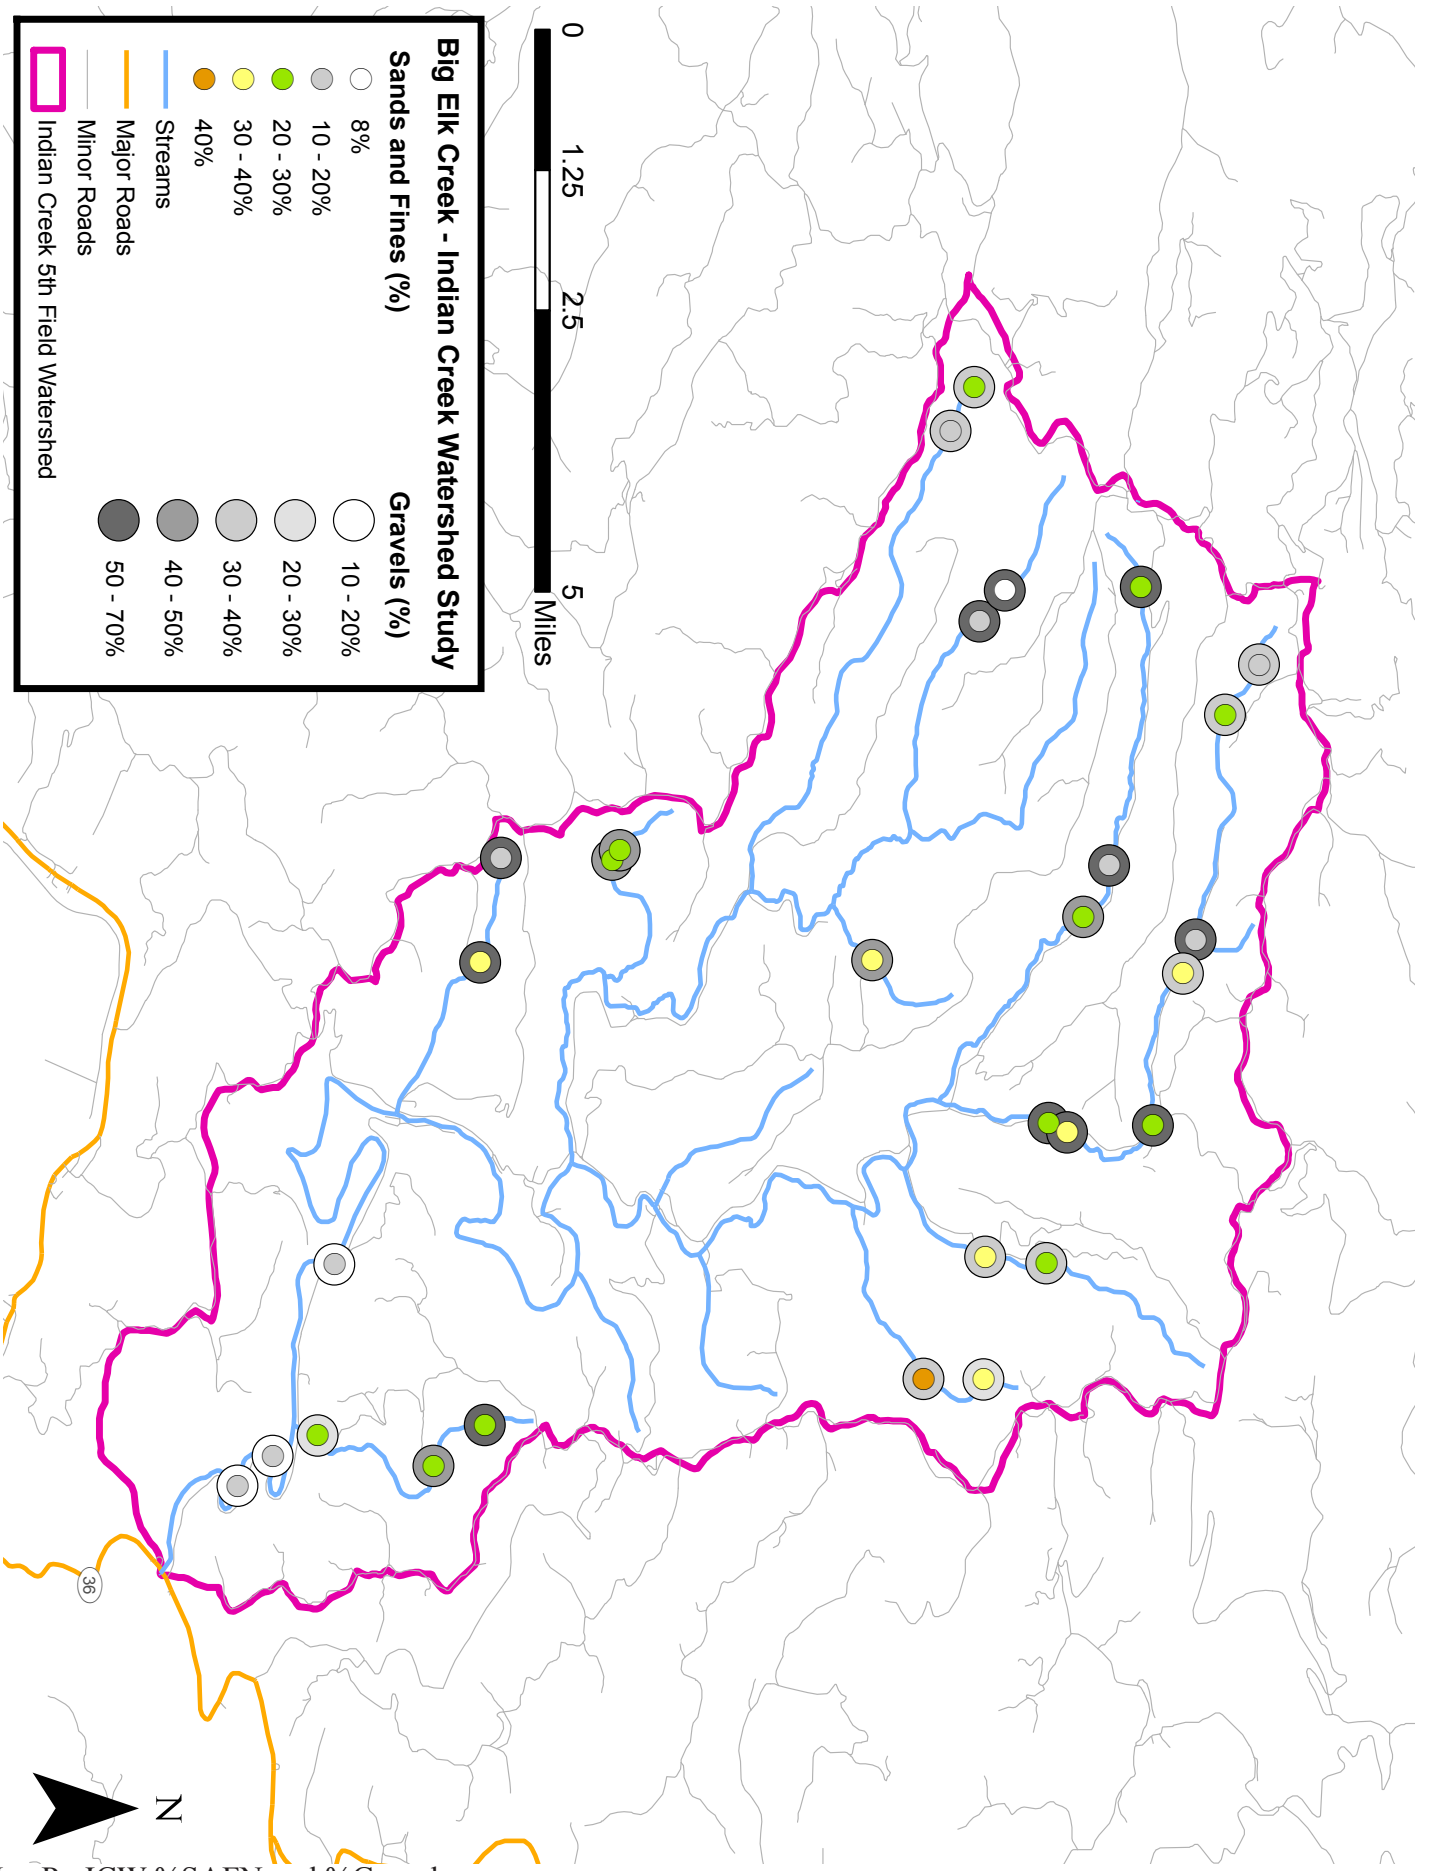 Big Elk Creek - Indian Creek Watershed Study
Sands and Fines (%)
8%
10 - 20%
20 - 30%
30 - 40%
40%
Streams
Major Roads
Minor Roads
Indian Creek 5th Field Watershed
Gravels (%)
10 - 20%
20 - 30%
30 - 40%
40 - 50%
50 - 70%
0 1.25 2.5 5
Miles
36
N